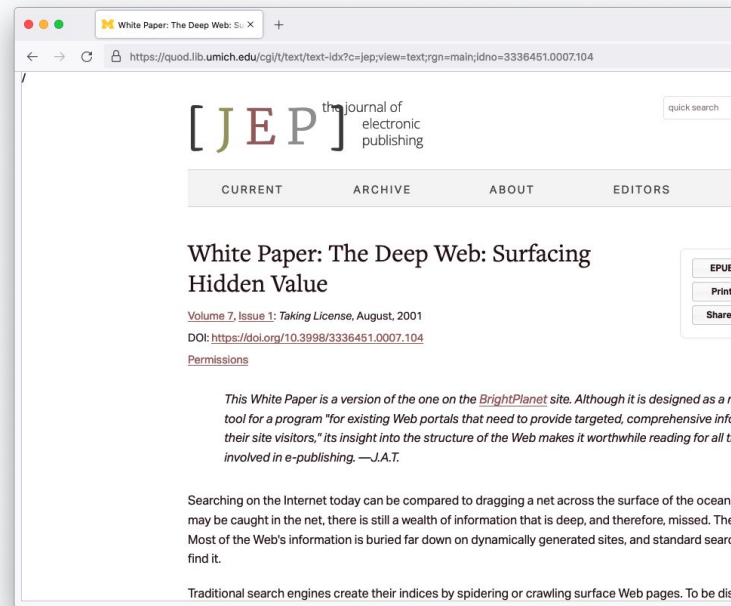 White Paper: The Deep Web: Su
https://quod.lib.umich.edu/cgi/t/text/text-idx?c=jep;view=text;rgn=main;idno=3336451.0007.104
/
[ J E P ] the journal of
electronic
publishing
quick search
CURRENT ARCHIVE ABOUT EDITORS
White Paper: The Deep Web: Surfacing
Hidden Value
EPUB
Print
Share
Volume 7, Issue 1: Taking License, August, 2001
DOI: https://doi.org/10.3998/3336451.0007.104
Permissions
This White Paper is a version of the one on the BrightPlanet site. Although it is designed as a
tool for a program "for existing Web portals that need to provide targeted, comprehensive
their site visitors," its insight into the structure of the Web makes it worthwhile reading for all
involved in e-publishing. —J.A.T.
Searching on the Internet today can be compared to dragging a net across the surface of the ocean
may be caught in the net, there is still a wealth of information that is deep, and therefore, missed. The
Most of the Web's information is buried far down on dynamically generated sites, and standard
find it.
Traditional search engines create their indices by spidering or crawling surface Web pages. To be